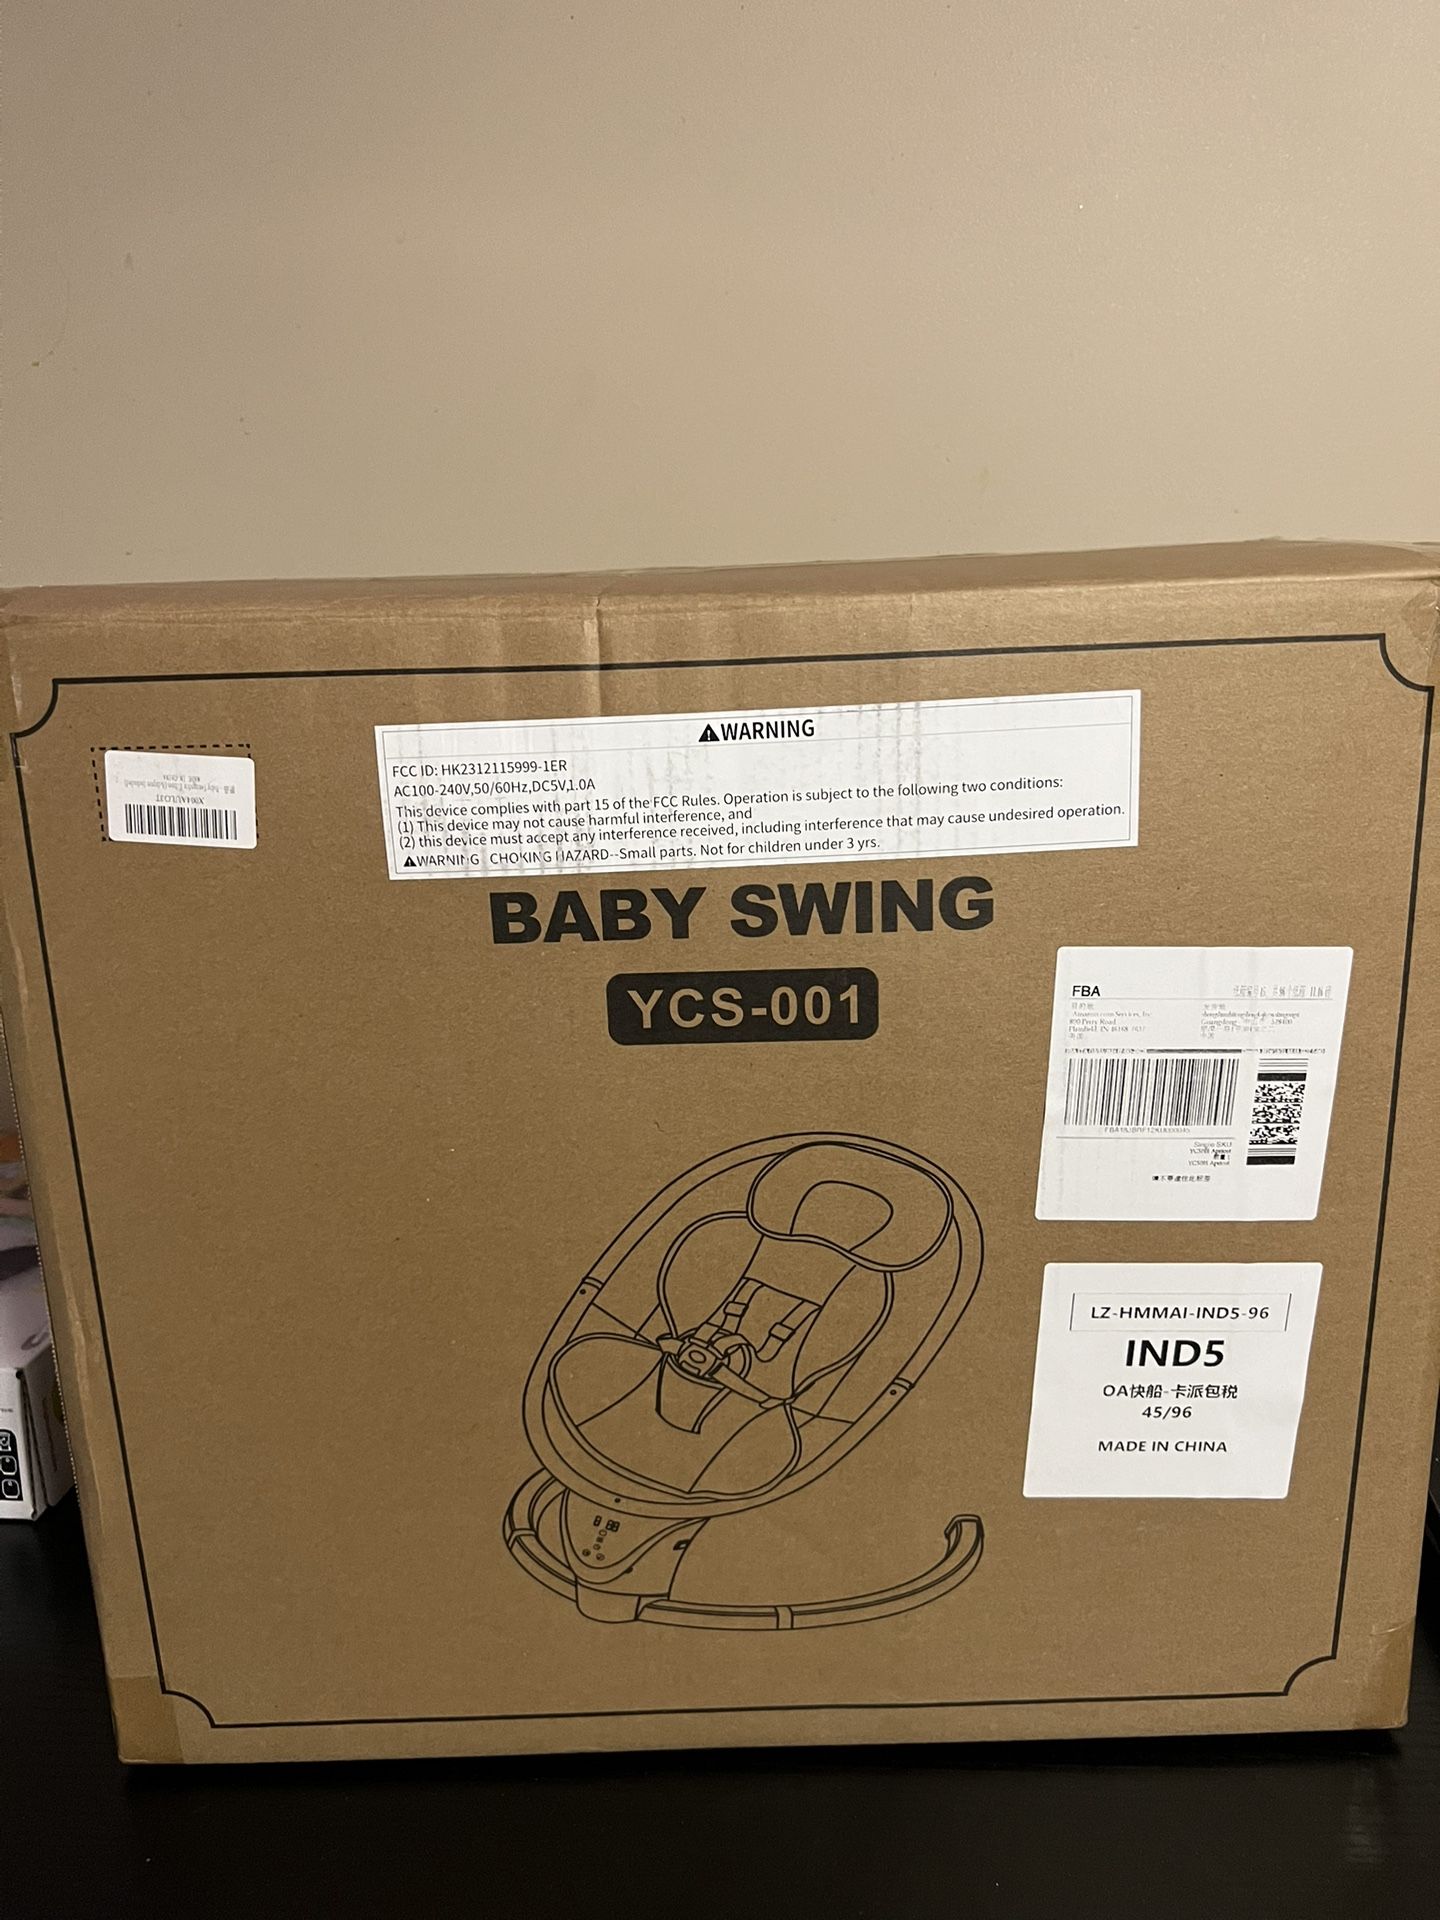 WARNING
FCC ID: HK2312115999-1ER
AC100-240V,50/60Hz,DC5V,1.0A
This device complies with part 15 of the FCC Rules. Operation is subject to the following two conditions:
(1) This device may not cause harmful interference, and
(2) this device must accept any interference received, including interference that may cause undesired operation.
WARNING CHOKING HAZARD--Small parts. Not for children under 3 yrs.
BABY SWING
YCS-001
FBA
Single SKU
LZ-HMMAI-IND5-96
IND5
OA快船-卡派包税
45/96
MADE IN CHINA